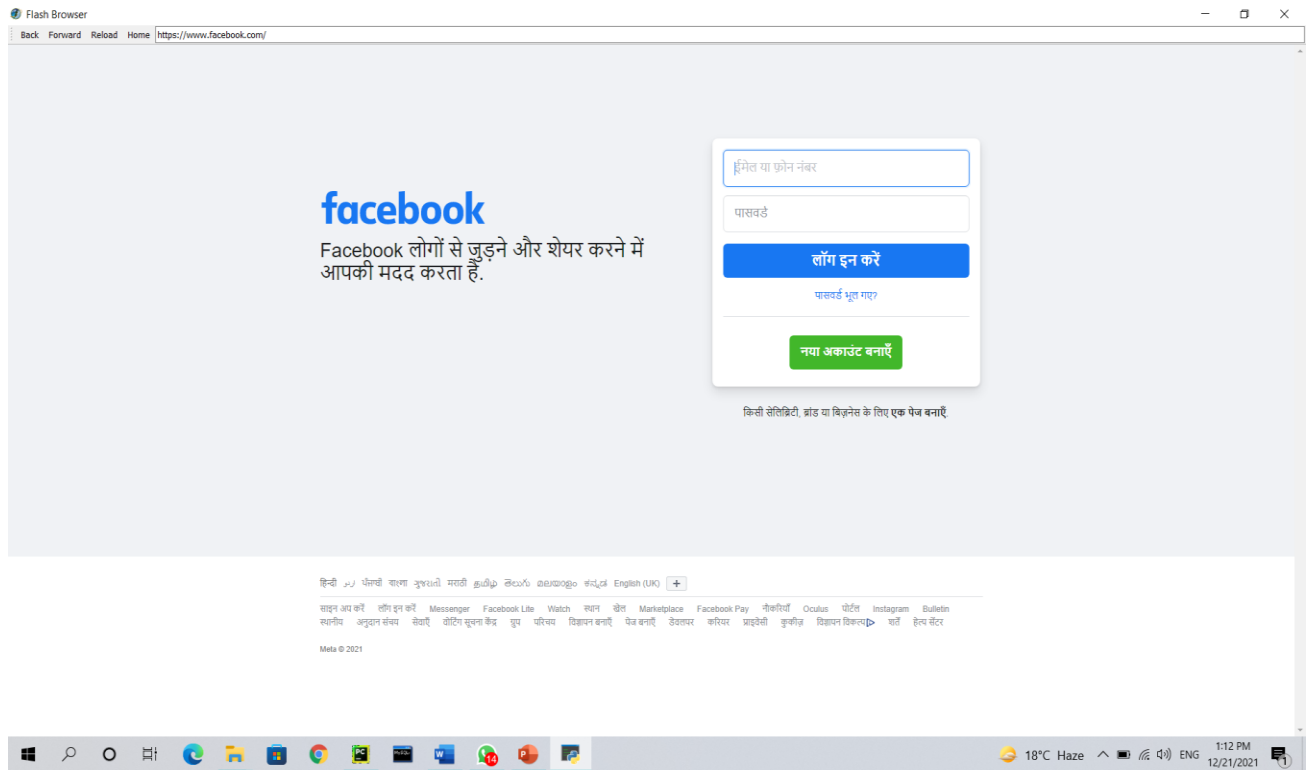 Flash Browser
Back Forward Reload Home https://www.facebook.com/
facebook
Facebook लोगों से जुड़ने और शेयर करने में
आपकी मदद करता है.
ईमेल या फ़ोन नंबर
पासवर्ड
लॉग इन करें
पासवर्ड भूल गए?
नया अकाउंट बनाएँ
किसी सेलिब्रिटी, ब्रांड या बिज़नेस के लिए एक पेज बनाएँ.
हिन्दी اردو ਪੰਜਾਬੀ বাংলা ગુજરાતી मराठी தமிழ் తెలుగు മലയാളം ಕನ್ನಡ English (UK) +
साइन अप करें लॉग इन करें Messenger Facebook Lite Watch स्थान खेल Marketplace Facebook Pay नौकरियाँ Oculus पोर्टल Instagram Bulletin
स्थानीय अनुदान संचय सेवाएँ वोटिंग सूचना केंद्र ग्रुप परिचय विज्ञापन बनाएँ पेज बनाएँ डेवलपर करियर प्राइवेसी कुकीज़ विज्ञापन विकल्प शर्तें हेल्प सेंटर
Meta © 2021
PC
W
14
P
18°C Haze
ENG
1:12 PM
12/21/2021
1